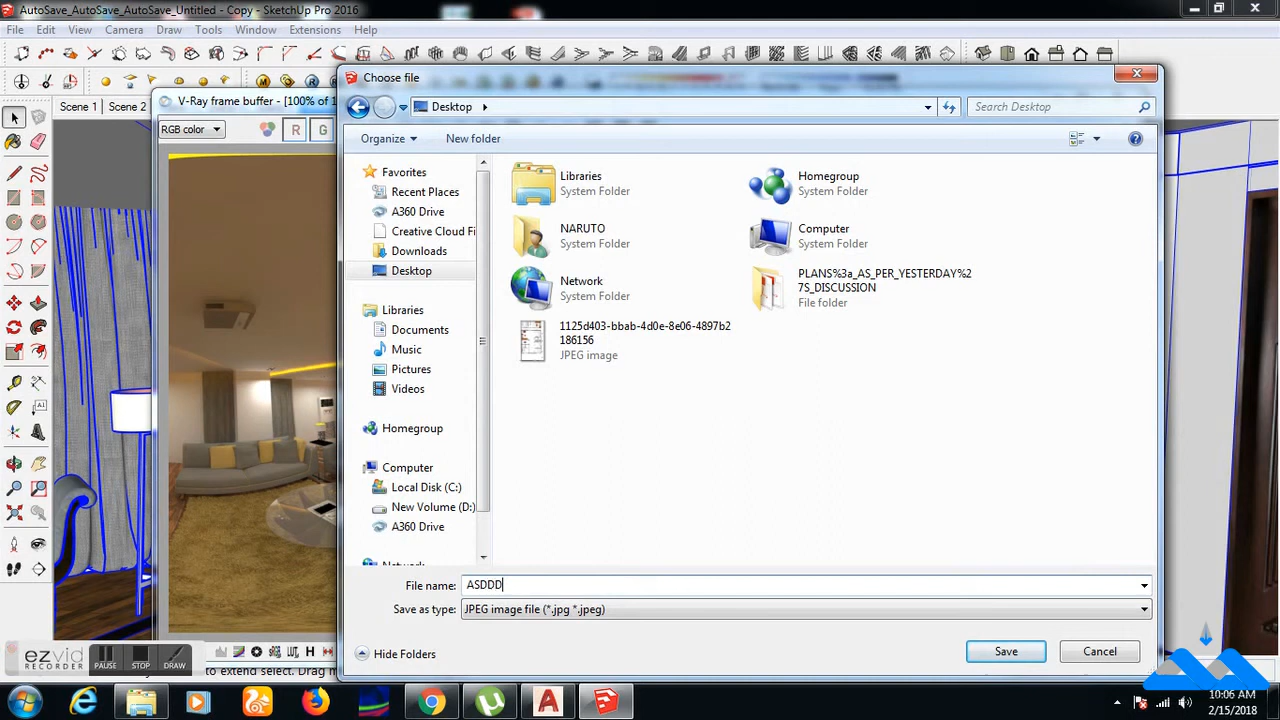 AutoSave_AutoSave_AutoSave_Untitled - Copy - SketchUp Pro 2016
File Edit View Camera Draw Tools Window Extensions Help
Choose file
Scene 1 Scene 2
V-Ray frame buffer - [100% of 1
Desktop
Search Desktop
RGB color
R G
Organize
New folder
Favorites
Recent Places
A360 Drive
Creative Cloud Fi
Downloads
Desktop
Libraries
Documents
Music
Pictures
Videos
Homegroup
Computer
Local Disk (C:)
New Volume (D:)
A360 Drive
Network
Libraries
System Folder
Homegroup
System Folder
NARUTO
System Folder
Computer
System Folder
Network
System Folder
PLANS%3a_AS_PER_YESTERDAY%2
7S_DISCUSSION
File folder
1125d403-bbab-4d0e-8e06-4897b2
186156
JPEG image
File name: ASDDD
Save as type: JPEG image file (*.jpg *.jpeg)
Hide Folders
Save
Cancel
ezvid
RECORDER
PAUSE STOP DRAW
to extend select. Drag m
10:06 AM
2/15/2018